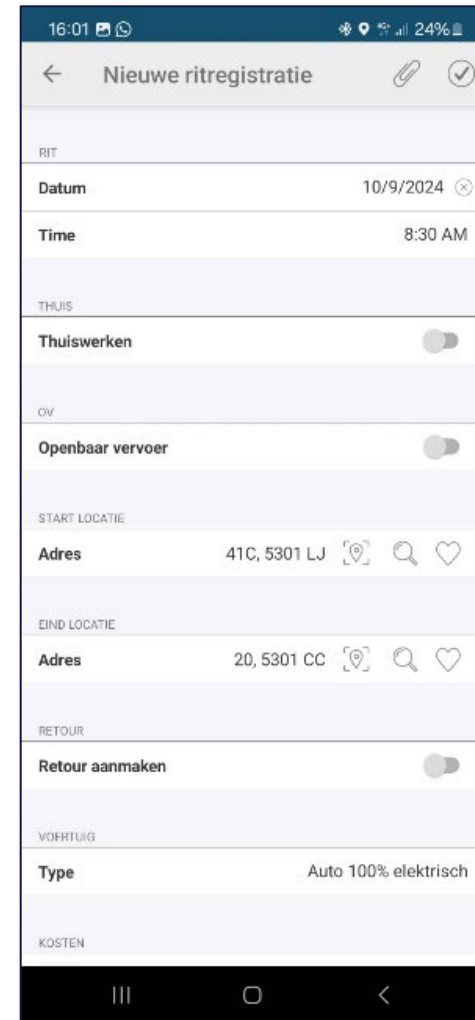 16:01 24%
Nieuwe ritregistratie
RIT
Datum 10/9/2024
Time 8:30 AM
THUIS
Thuiswerken
OV
Openbaar vervoer
START LOCATIE
Adres 41C, 5301 LJ
EIND LOCATIE
Adres 20, 5301 CC
RETOUR
Retour aanmaken
VOERTUIG
Type Auto 100% elektrisch
KOSTEN